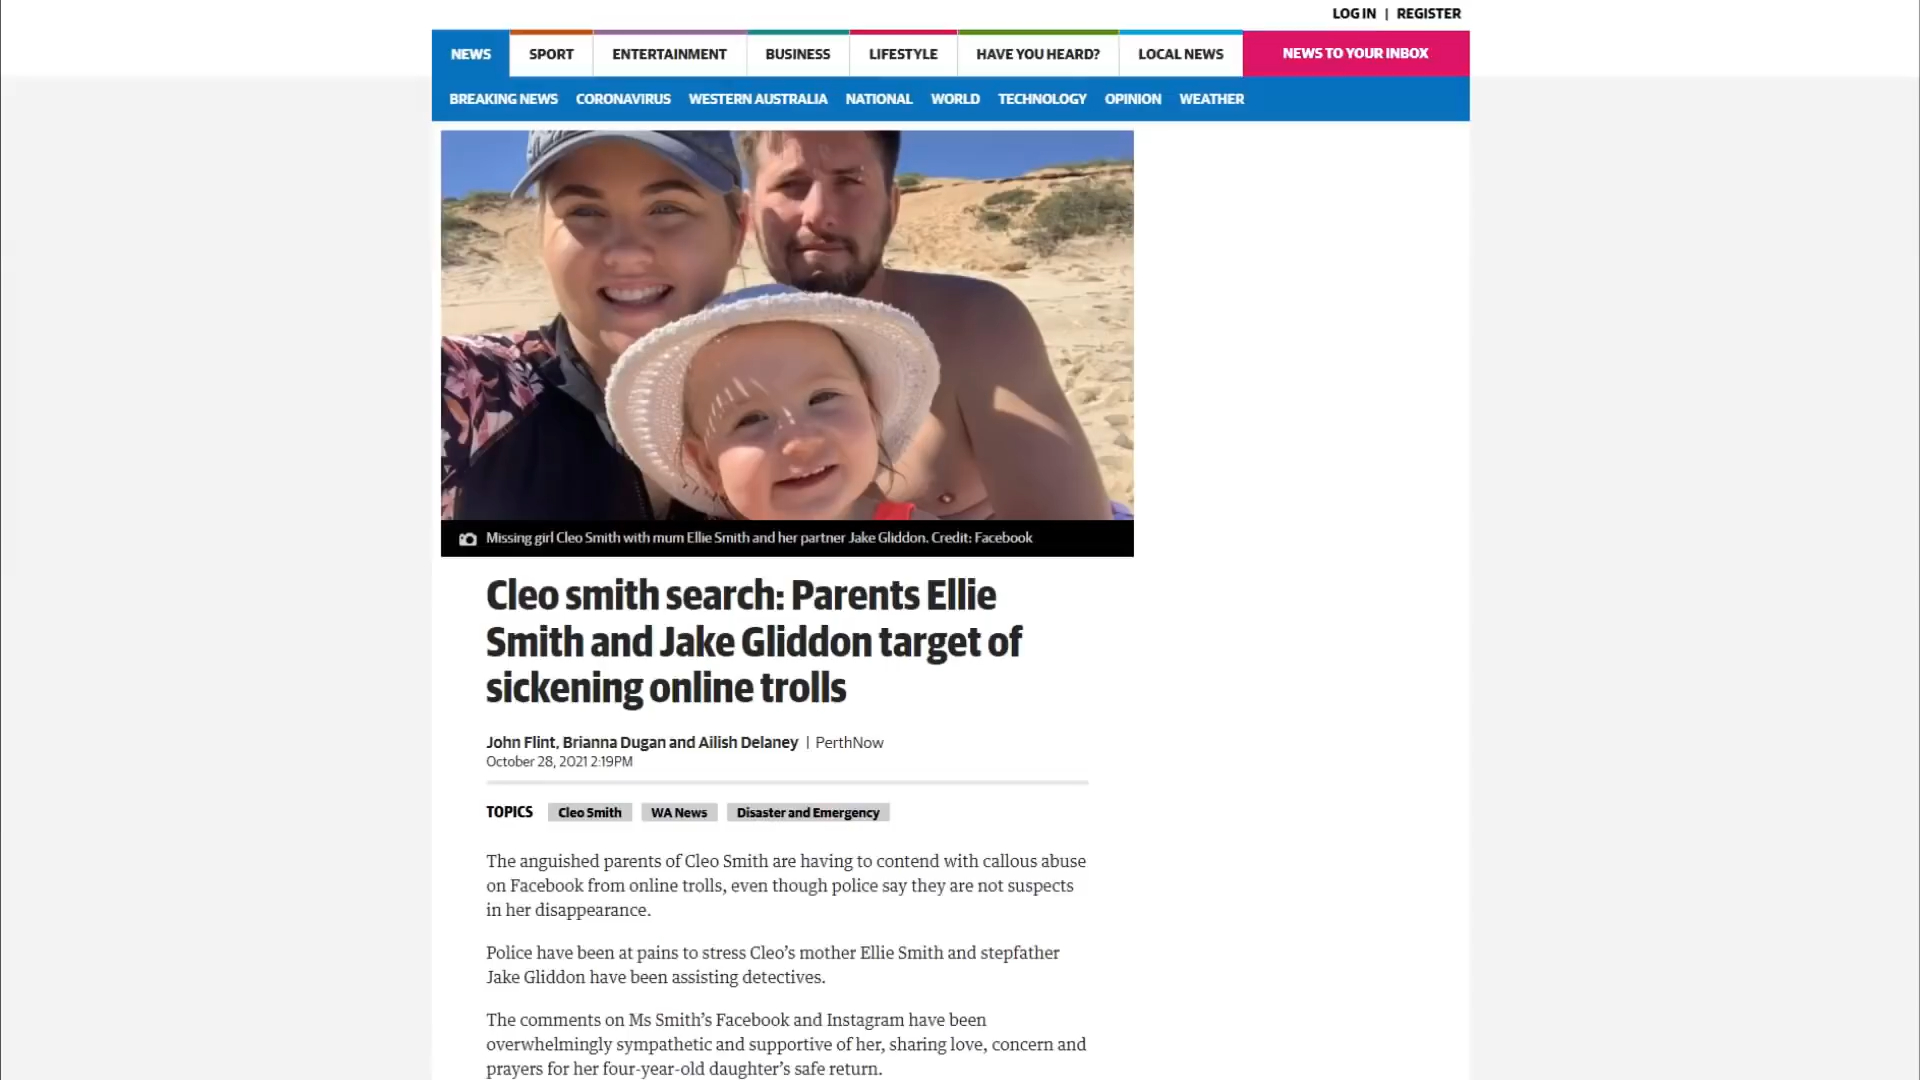 LOG IN | REGISTER
NEWS SPORT ENTERTAINMENT BUSINESS LIFESTYLE HAVE YOU HEARD? LOCAL NEWS NEWS TO YOUR INBOX
BREAKING NEWS CORONAVIRUS WESTERN AUSTRALIA NATIONAL WORLD TECHNOLOGY OPINION WEATHER
Missing girl Cleo Smith with mum Ellie Smith and her partner Jake Gliddon. Credit: Facebook
Cleo smith search: Parents Ellie
Smith and Jake Gliddon target of
sickening online trolls
John Flint, Brianna Dugan and Ailish Delaney | PerthNow
October 28, 2021 2:19PM
TOPICS Cleo Smith WA News Disaster and Emergency
The anguished parents of Cleo Smith are having to contend with callous abuse
on Facebook from online trolls, even though police say they are not suspects
in her disappearance.
Police have been at pains to stress Cleo’s mother Ellie Smith and stepfather
Jake Gliddon have been assisting detectives.
The comments on Ms Smith’s Facebook and Instagram have been
overwhelmingly sympathetic and supportive of her, sharing love, concern and
prayers for her four-year-old daughter’s safe return.